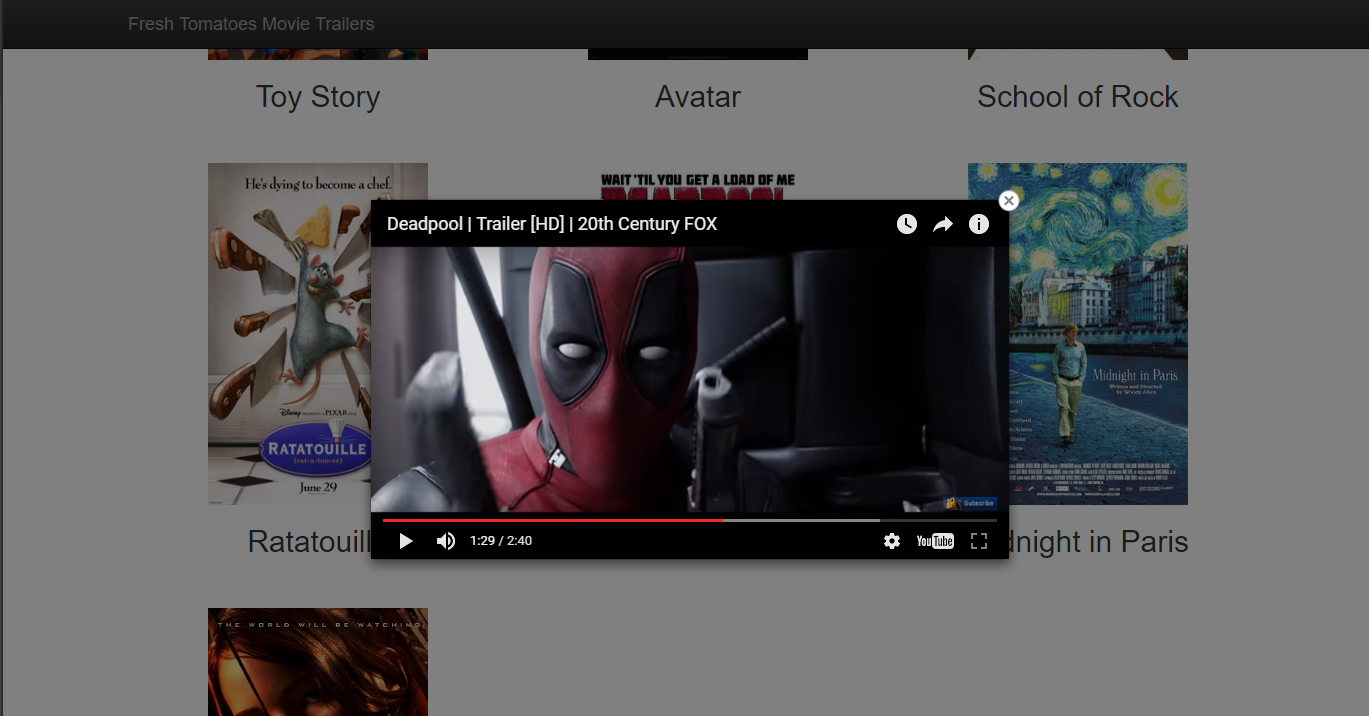 Fresh Tomatoes Movie Trailers
Toy Story
Avatar
School of Rock
He's dying to become a chef.
WAIT 'TIL YOU GET A LOAD OF ME
Deadpool | Trailer [HD] | 20th Century FOX
Midnight in Paris
Written and Directed
by Woody Allen
Disney PRESENTS A PIXAR FILM
RATATOUILLE
(rat·a·too·ee)
June 29
Subscribe
1:29 / 2:40
YouTube
Ratatouill
dnight in Paris
THE WORLD WILL BE WATCHING